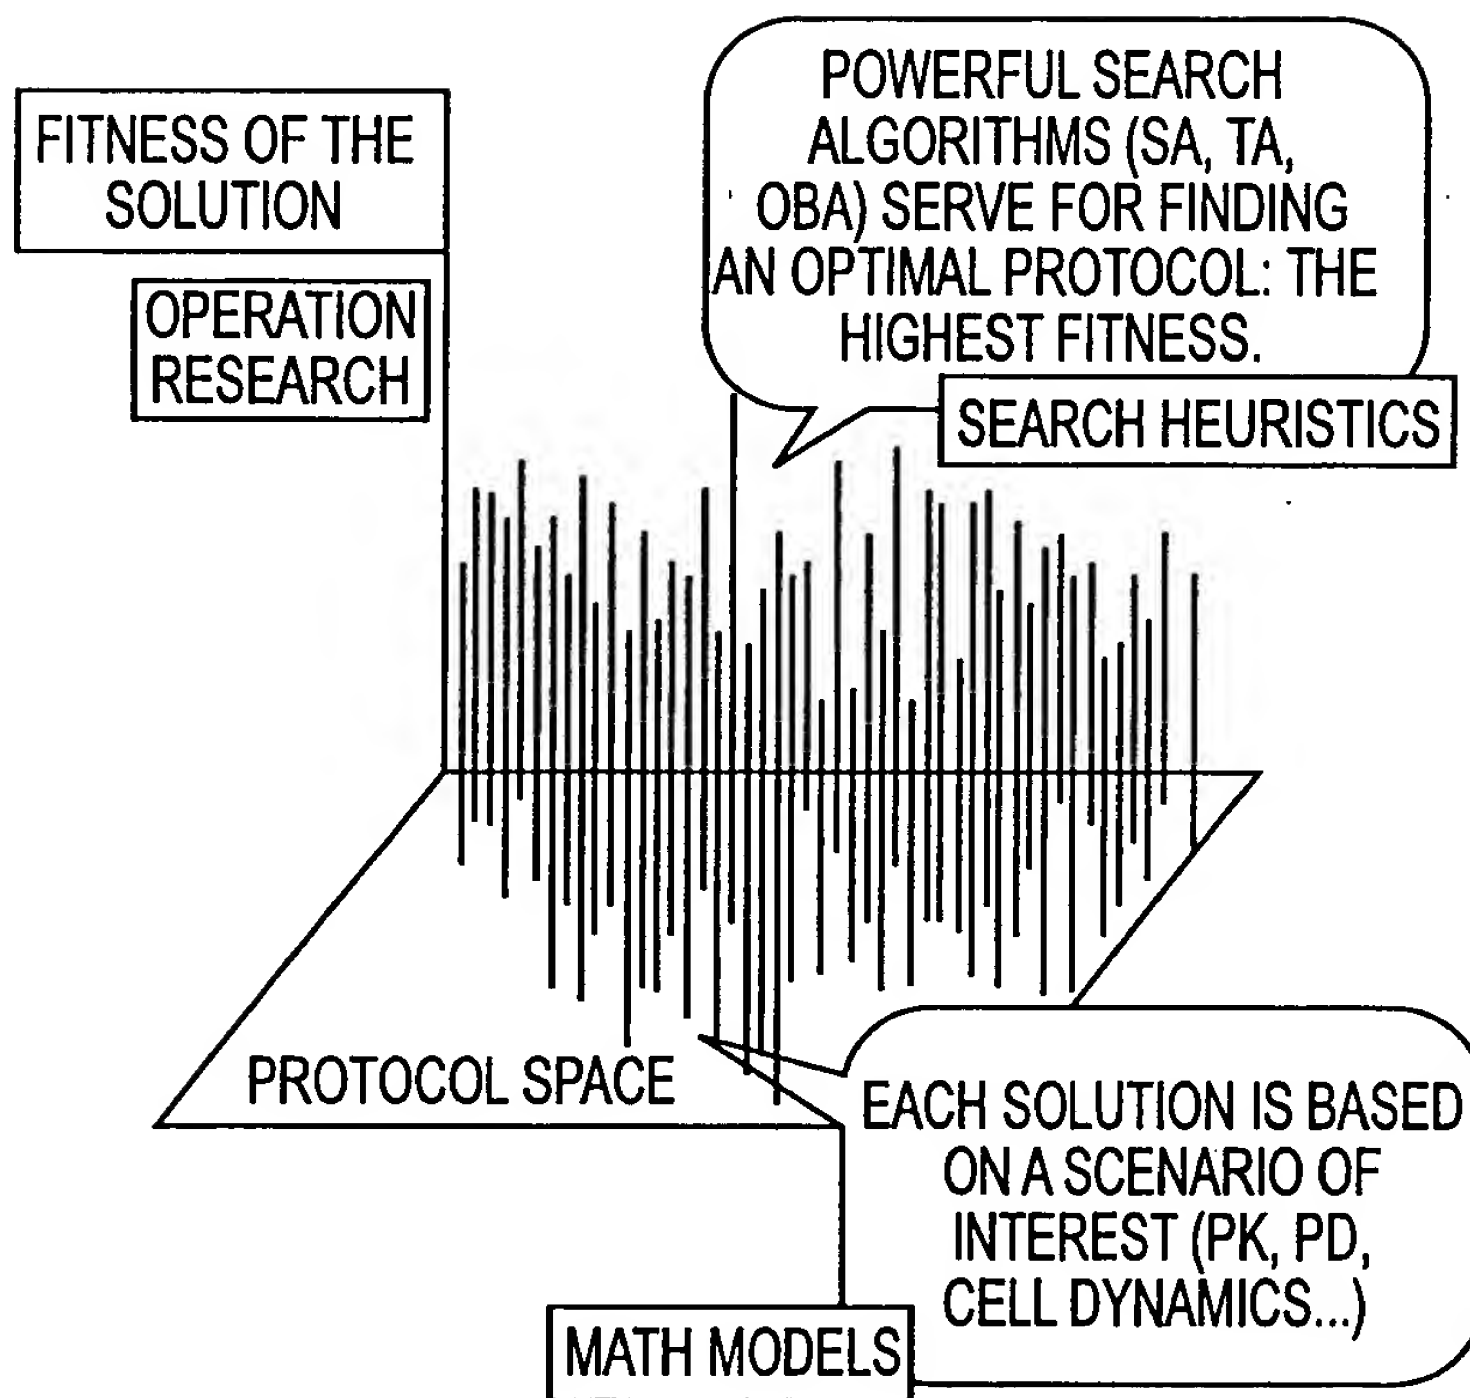 FITNESS OF THE
SOLUTION
OPERATION
RESEARCH
POWERFUL SEARCH
ALGORITHMS (SA, TA,
OBA) SERVE FOR FINDING
AN OPTIMAL PROTOCOL: THE
HIGHEST FITNESS.
SEARCH HEURISTICS
PROTOCOL SPACE
EACH SOLUTION IS BASED
ON A SCENARIO OF
INTEREST (PK, PD,
CELL DYNAMICS...)
MATH MODELS